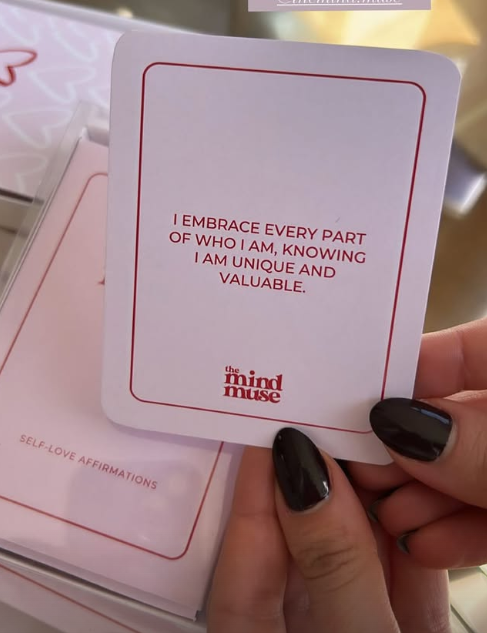 I EMBRACE EVERY PART
OF WHO I AM, KNOWING
I AM UNIQUE AND
VALUABLE.
the
mind
muse
SELF-LOVE AFFIRMATIONS